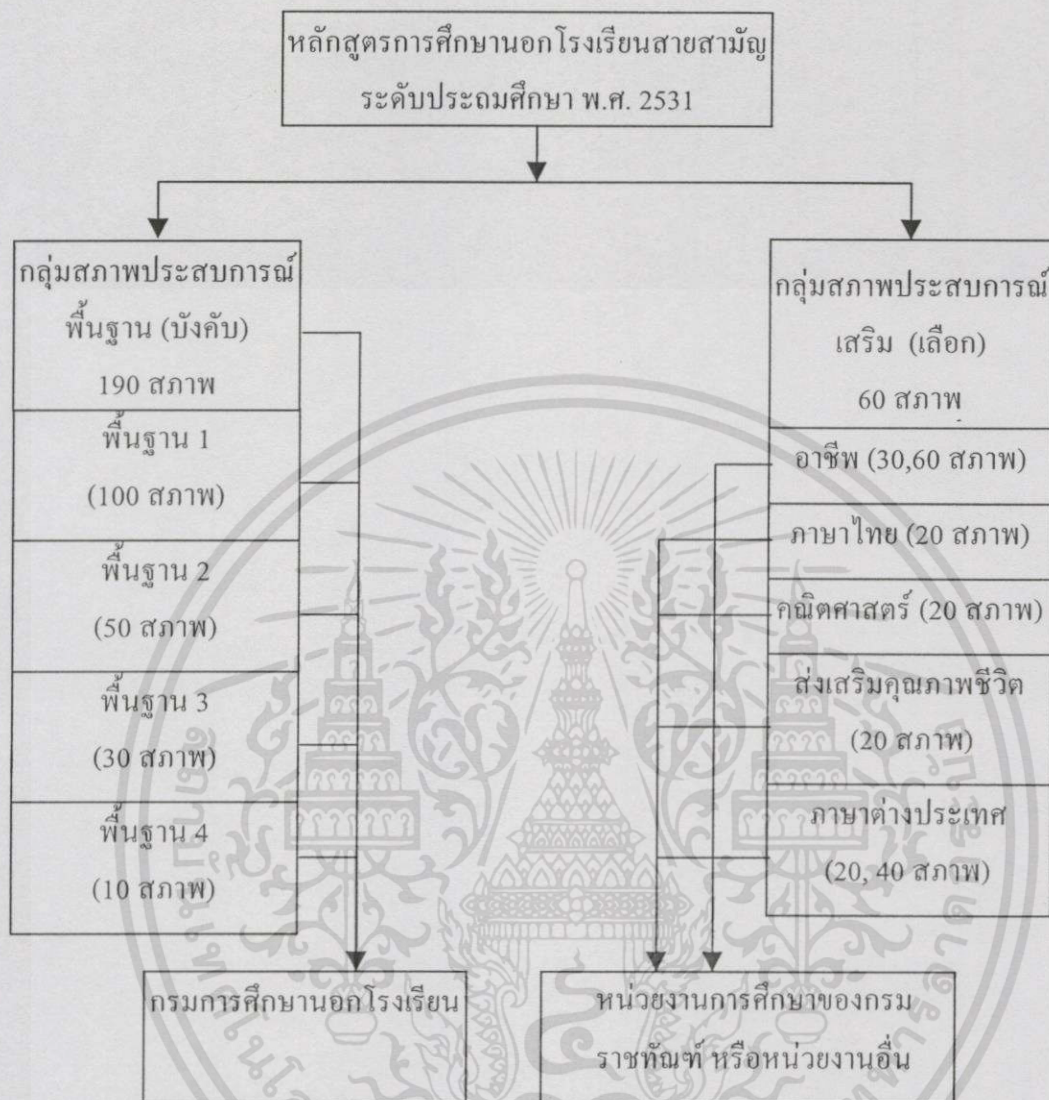 หลักสูตรการศึกษานอกโรงเรียนสายสามัญ
ระดับประถมศึกษา พ.ศ. 2531
กลุ่มสภาพประสบการณ์
พื้นฐาน (บังคับ)
190 สภาพ
พื้นฐาน 1
(100 สภาพ)
พื้นฐาน 2
(50 สภาพ)
พื้นฐาน 3
(30 สภาพ)
พื้นฐาน 4
(10 สภาพ)
กลุ่มสภาพประสบการณ์
เสริม (เลือก)
60 สภาพ
อาชีพ (30,60 สภาพ)
ภาษาไทย (20 สภาพ)
คณิตศาสตร์ (20 สภาพ)
ส่งเสริมคุณภาพชีวิต
(20 สภาพ)
ภาษาต่างประเทศ
(20, 40 สภาพ)
กรมการศึกษานอกโรงเรียน
หน่วยงานการศึกษาของกรม
ราชทัณฑ์ หรือหน่วยงานอื่น